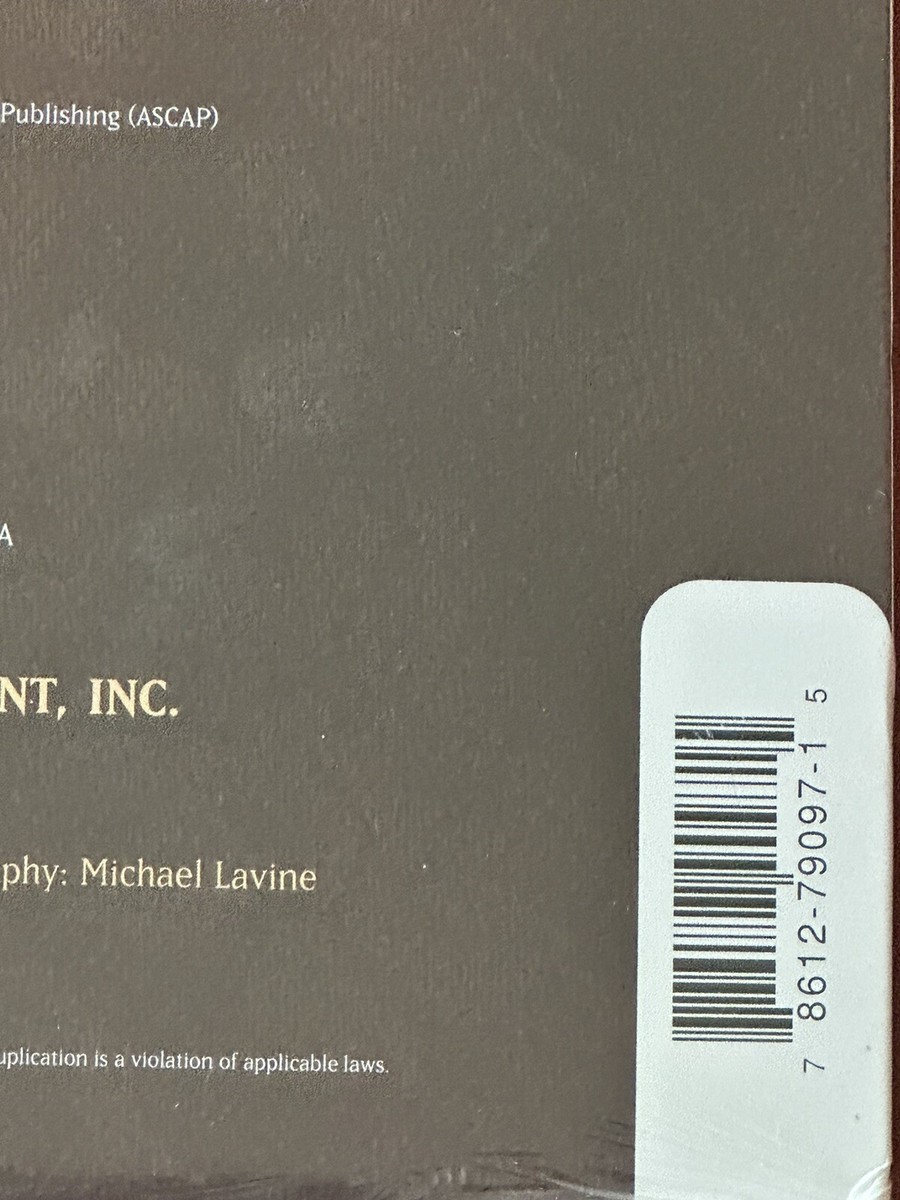 Publishing (ASCAP)
A
NT, INC.
phy: Michael Lavine
uplication is a violation of applicable laws.
7 8612-79097-1 5